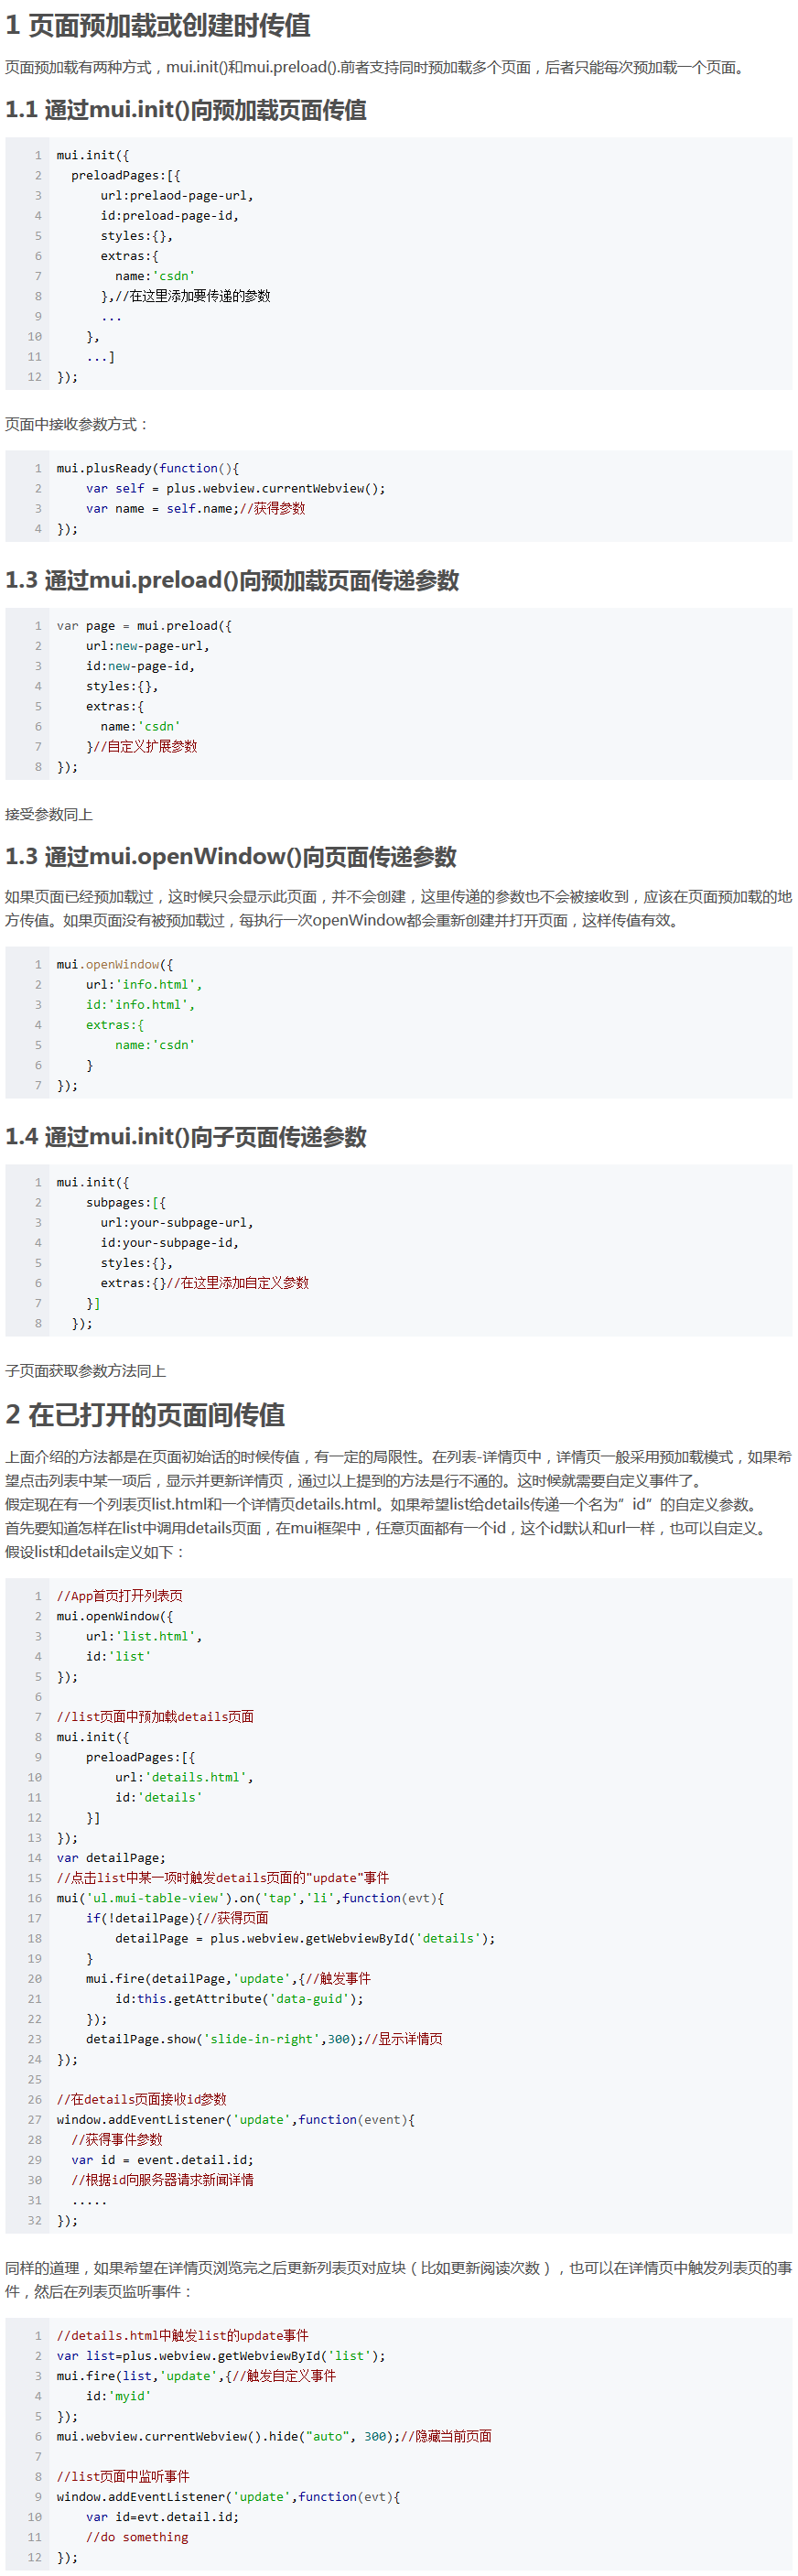 1 页面预加载或创建时传值
页面预加载有两种方式，mui.init()和mui.preload().前者支持同时预加载多个页面，后者只能每次预加载一个页面。
1.1 通过mui.init()向预加载页面传值
1 mui.init({
2   preloadPages:[{
3       url:prelaod-page-url,
4       id:preload-page-id,
5       styles:{},
6       extras:{
7         name:'csdn'
8       },//在这里添加要传递的参数
9       ...
10     },
11     ...]
12 });
页面中接收参数方式：
1 mui.plusReady(function(){
2     var self = plus.webview.currentWebview();
3     var name = self.name;//获得参数
4 });
1.3 通过mui.preload()向预加载页面传递参数
1 var page = mui.preload({
2     url:new-page-url,
3     id:new-page-id,
4     styles:{},
5     extras:{
6       name:'csdn'
7     }//自定义扩展参数
8 });
接受参数同上
1.3 通过mui.openWindow()向页面传递参数
如果页面已经预加载过，这时候只会显示此页面，并不会创建，这里传递的参数也不会被接收到，应该在页面预加载的地
方传值。如果页面没有被预加载过，每执行一次openWindow都会重新创建并打开页面，这样传值有效。
1 mui.openWindow({
2     url:'info.html',
3     id:'info.html',
4     extras:{
5         name:'csdn'
6     }
7 });
1.4 通过mui.init()向子页面传递参数
1 mui.init({
2     subpages:[{
3       url:your-subpage-url,
4       id:your-subpage-id,
5       styles:{},
6       extras:{}//在这里添加自定义参数
7     }]
8   });
子页面获取参数方法同上
2 在已打开的页面间传值
上面介绍的方法都是在页面初始话的时候传值，有一定的局限性。在列表-详情页中，详情页一般采用预加载模式，如果希
望点击列表中某一项后，显示并更新详情页，通过以上提到的方法是行不通的。这时候就需要自定义事件了。
假定现在有一个列表页list.html和一个详情页details.html。如果希望list给details传递一个名为”id”的自定义参数。
首先要知道怎样在list中调用details页面，在mui框架中，任意页面都有一个id，这个id默认和url一样，也可以自定义。
假设list和details定义如下：
1 //App首页打开列表页
2 mui.openWindow({
3     url:'list.html',
4     id:'list'
5 });
6
7 //list页面中预加载details页面
8 mui.init({
9     preloadPages:[{
10         url:'details.html',
11         id:'details'
12     }]
13 });
14 var detailPage;
15 //点击list中某一项时触发details页面的"update"事件
16 mui('ul.mui-table-view').on('tap','li',function(evt){
17     if(!detailPage){//获得页面
18         detailPage = plus.webview.getWebviewById('details');
19     }
20     mui.fire(detailPage,'update',{//触发事件
21         id:this.getAttribute('data-guid');
22     });
23     detailPage.show('slide-in-right',300);//显示详情页
24 });
25
26 //在details页面接收id参数
27 window.addEventListener('update',function(event){
28   //获得事件参数
29   var id = event.detail.id;
30   //根据id向服务器请求新闻详情
31   .....
32 });
同样的道理，如果希望在详情页浏览完之后更新列表页对应块（比如更新阅读次数），也可以在详情页中触发列表页的事
件，然后在列表页监听事件：
1 //details.html中触发list的update事件
2 var list=plus.webview.getWebviewById('list');
3 mui.fire(list,'update',{//触发自定义事件
4     id:'myid'
5 });
6 mui.webview.currentWebview().hide("auto", 300);//隐藏当前页面
7
8 //list页面中监听事件
9 window.addEventListener('update',function(evt){
10     var id=evt.detail.id;
11     //do something
12 });